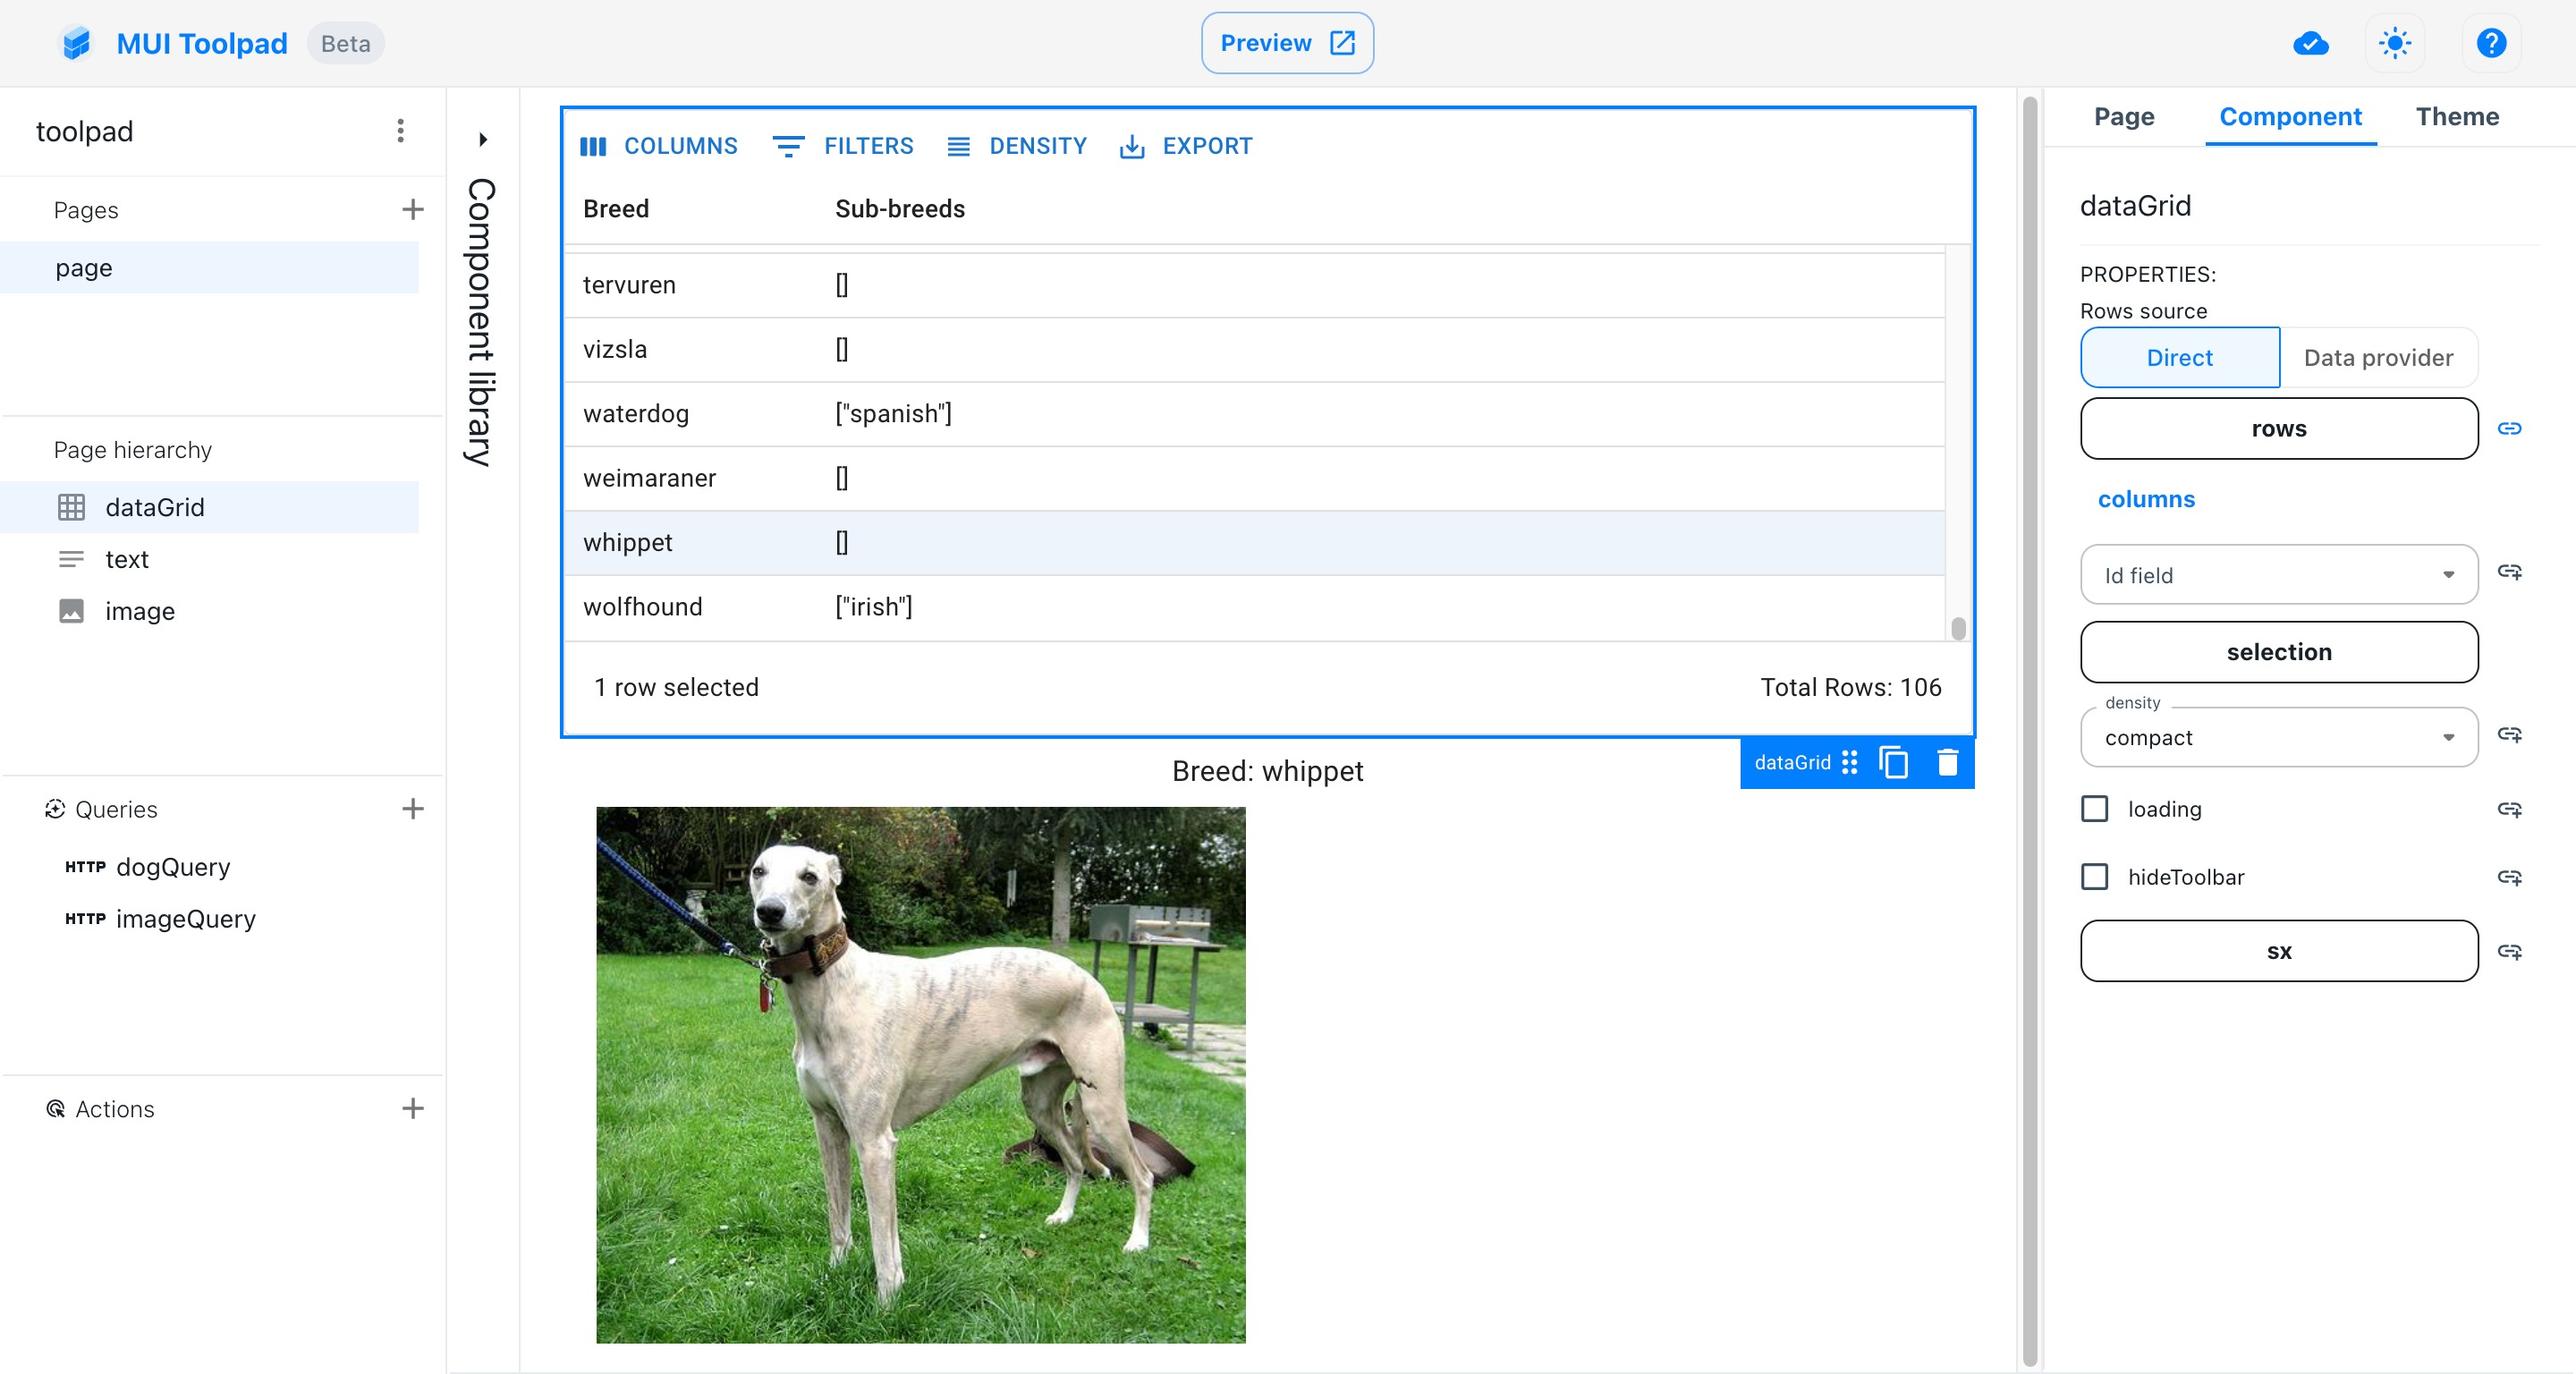 MUI Toolpad Beta
Preview
toolpad
Pages
page
Page hierarchy
dataGrid
text
image
Queries
HTTP dogQuery
HTTP imageQuery
Actions
Component library
COLUMNS FILTERS DENSITY EXPORT
Breed Sub-breeds
tervuren []
vizsla []
waterdog ["spanish"]
weimaraner []
whippet []
wolfhound ["irish"]
1 row selected Total Rows: 106
dataGrid
Breed: whippet
Page Component Theme
dataGrid
PROPERTIES:
Rows source
Direct Data provider
rows
columns
Id field
selection
density
compact
loading
hideToolbar
sx